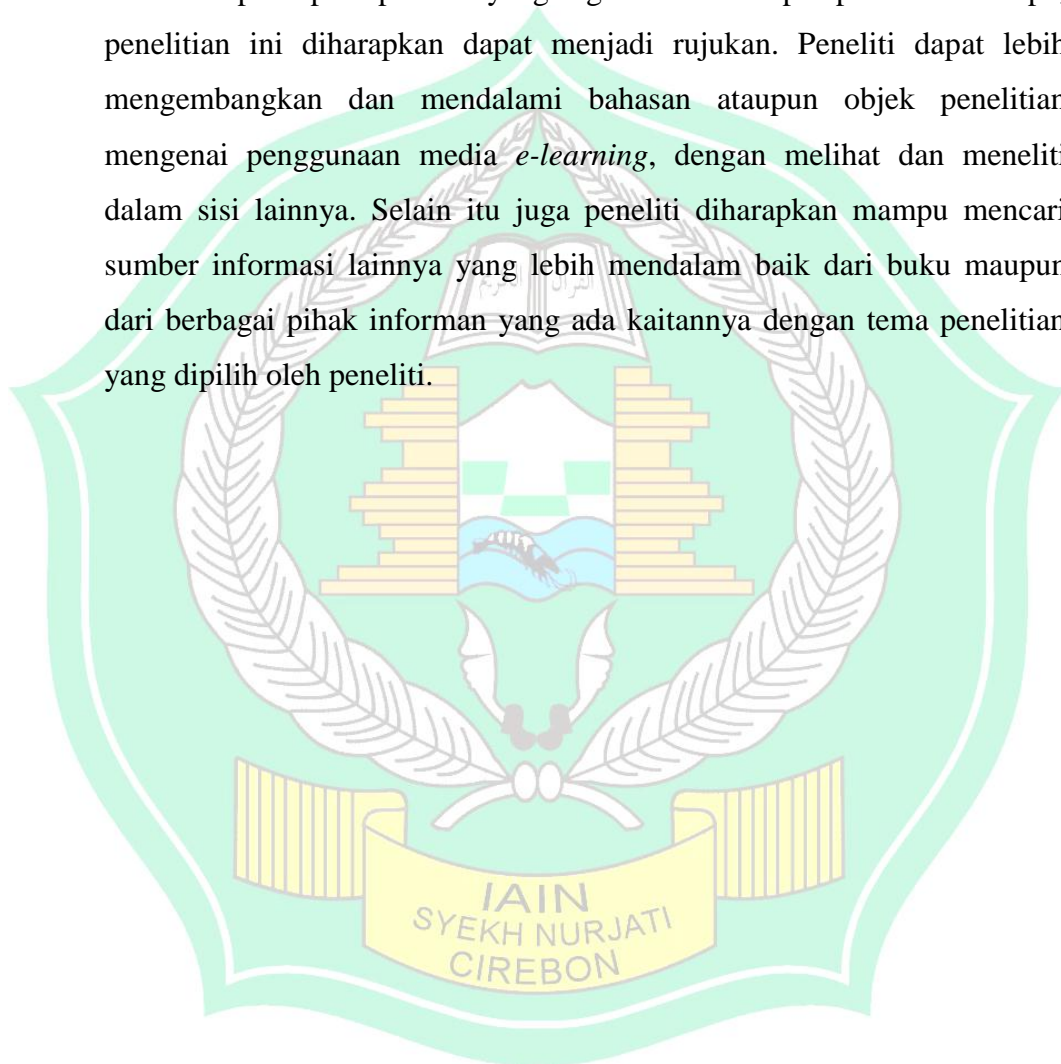 penelitian ini diharapkan dapat menjadi rujukan. Peneliti dapat lebih
mengembangkan dan mendalami bahasan ataupun objek penelitian
mengenai penggunaan media e-learning, dengan melihat dan meneliti
dalam sisi lainnya. Selain itu juga peneliti diharapkan mampu mencari
sumber informasi lainnya yang lebih mendalam baik dari buku maupun
dari berbagai pihak informan yang ada kaitannya dengan tema penelitian
yang dipilih oleh peneliti.
القرآن الكريم
IAIN
SYEKH NURJATI
CIREBON